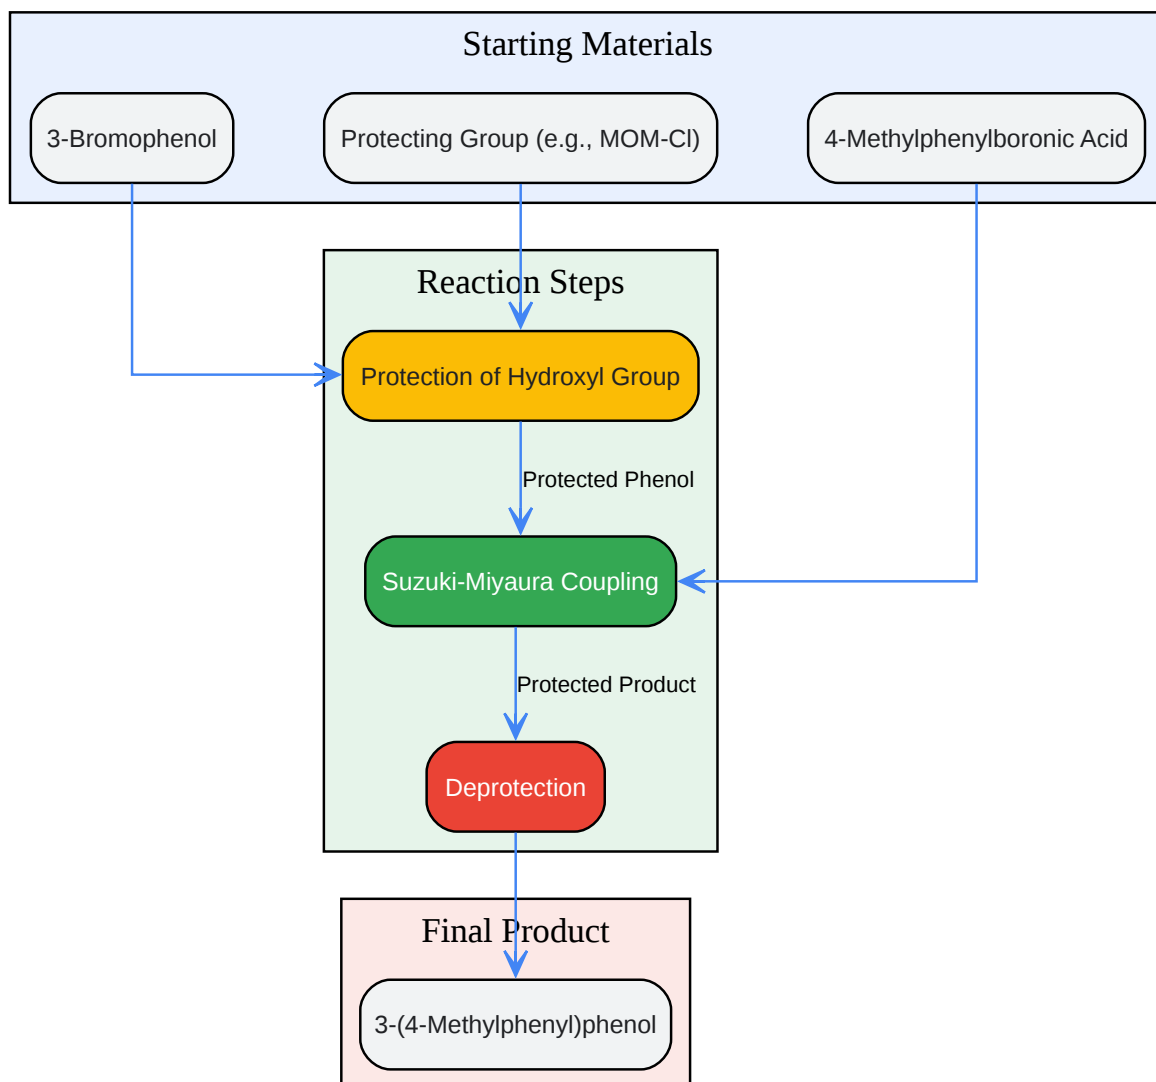 Starting Materials
3-Bromophenol
Protecting Group (e.g., MOM-Cl)
4-Methylphenylboronic Acid
Reaction Steps
Protection of Hydroxyl Group
Protected Phenol
Suzuki-Miyaura Coupling
Protected Product
Deprotection
Final Product
3-(4-Methylphenyl)phenol